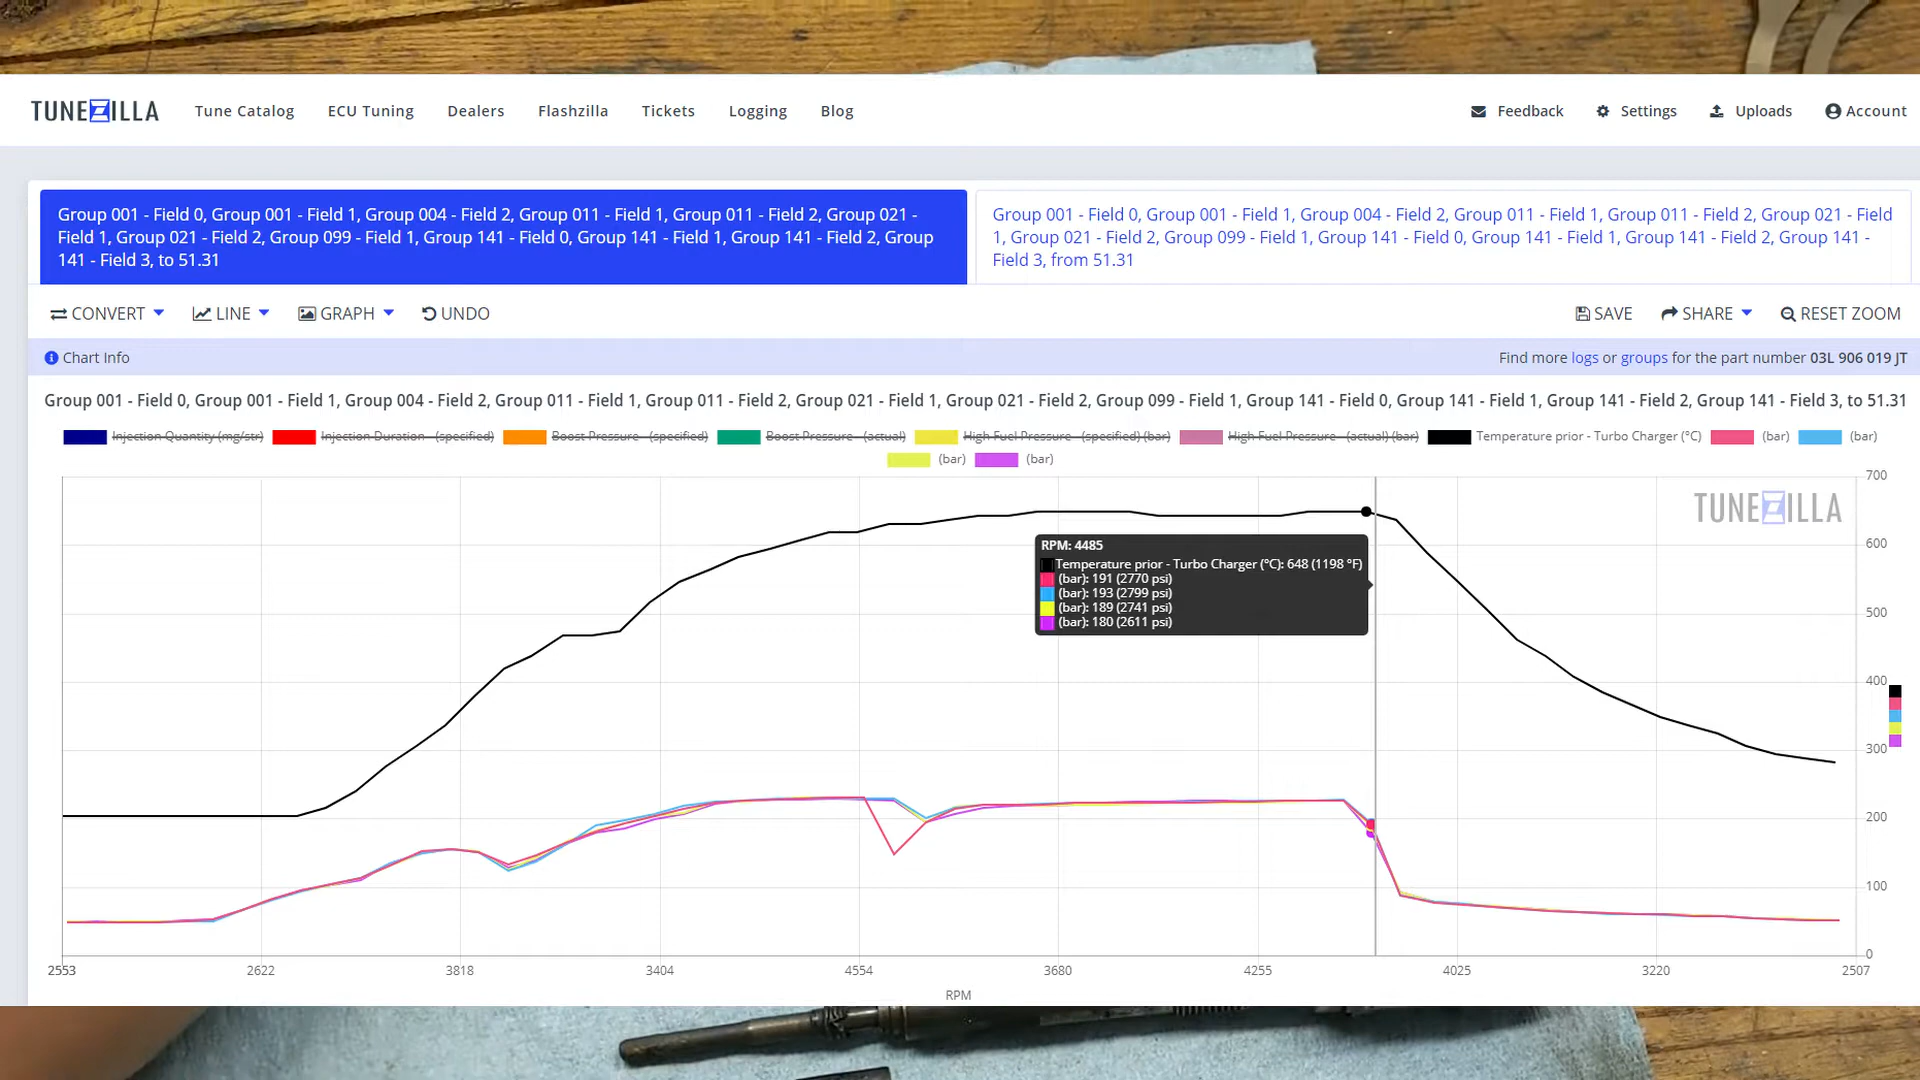 TUNEZILLA Tune Catalog ECU Tuning Dealers Flashzilla Tickets Logging Blog Feedback Settings Uploads Account
Group 001 - Field 0, Group 001 - Field 1, Group 004 - Field 2, Group 011 - Field 1, Group 011 - Field 2, Group 021 -
Field 1, Group 021 - Field 2, Group 099 - Field 1, Group 141 - Field 0, Group 141 - Field 1, Group 141 - Field 2, Group
141 - Field 3, to 51.31
Group 001 - Field 0, Group 001 - Field 1, Group 004 - Field 2, Group 011 - Field 1, Group 011 - Field 2, Group 021 - Field
1, Group 021 - Field 2, Group 099 - Field 1, Group 141 - Field 0, Group 141 - Field 1, Group 141 - Field 2, Group 141 -
Field 3, from 51.31
CONVERT LINE GRAPH UNDO SAVE SHARE RESET ZOOM
Chart Info Find more logs or groups for the part number 03L 906 019 JT
Group 001 - Field 0, Group 001 - Field 1, Group 004 - Field 2, Group 011 - Field 1, Group 011 - Field 2, Group 021 - Field 1, Group 021 - Field 2, Group 099 - Field 1, Group 141 - Field 0, Group 141 - Field 1, Group 141 - Field 2, Group 141 - Field 3, to 51.31
Injection Quantity (mg/str) Injection Duration - (specified) Boost Pressure - (specified) Boost Pressure - (actual) High Fuel Pressure - (specified) (bar) High Fuel Pressure - (actual) (bar) Temperature prior - Turbo Charger (°C) (bar) (bar)
(bar) (bar)
700
TUNEZILLA
600
RPM: 4485
Temperature prior - Turbo Charger (°C): 648 (1198 °F)
(bar): 191 (2770 psi)
(bar): 193 (2799 psi)
(bar): 189 (2741 psi)
(bar): 180 (2611 psi)
500
400
300
200
100
0
2553 2622 3818 3404 4554 3680 4255 4025 3220 2507
RPM